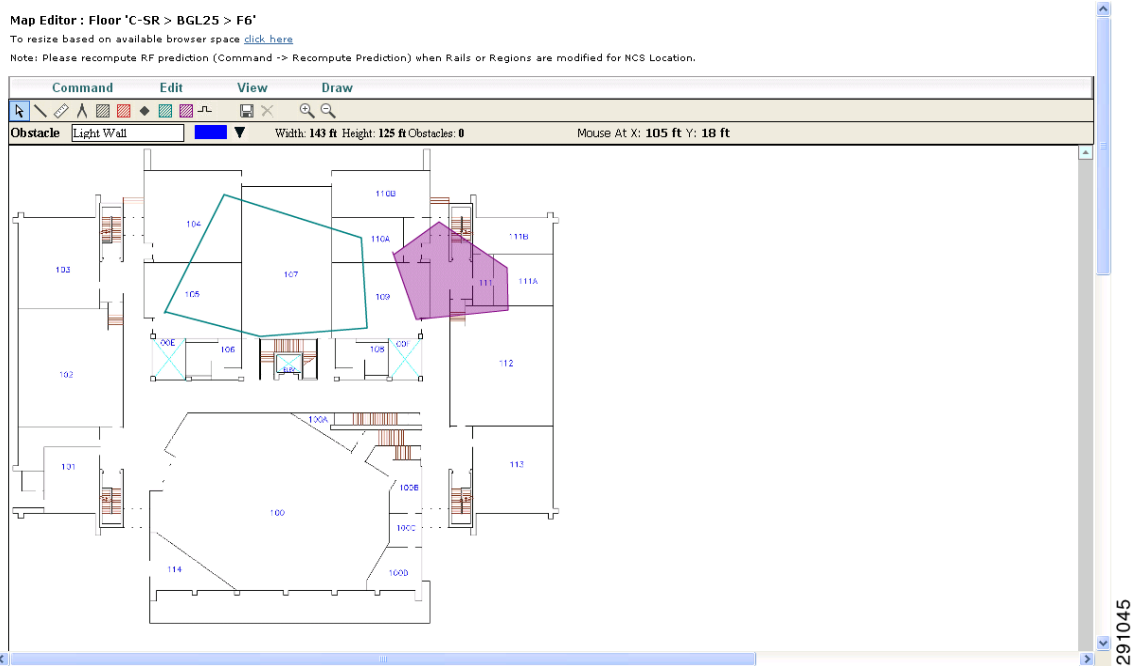 Map Editor : Floor 'C-SR > BGL25 > F6'
To resize based on available browser space click here
Note: Please recompute RF prediction (Command -> Recompute Prediction) when Rails or Regions are modified for NCS Location.
Command Edit View Draw
Obstacle Light Wall Width: 143 ft Height: 125 ft Obstacles: 0 Mouse At X: 105 ft Y: 18 ft
110B
104
110A
111B
103
107
111
111A
105
109
00E
106
108
00F
112
102
100A
101
113
100B
100
100C
114
100D
291045